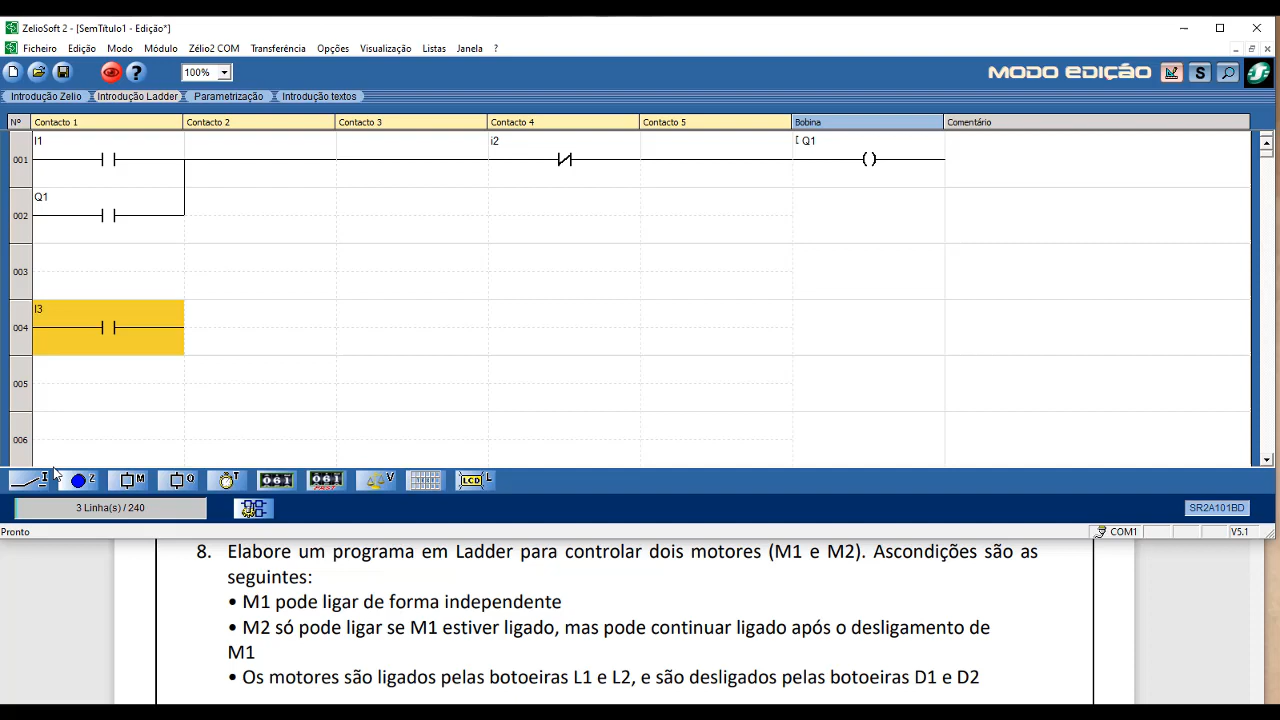 ZelioSoft 2 - [SemTítulo1 - Edição*]
Ficheiro Edição Modo Módulo Zélio2 COM Transferência Opções Visualização Listas Janela ?
100% MODO EDIÇÃO S
Introdução Zelio Introdução Ladder Parametrização Introdução textos
Nº Contacto 1 Contacto 2 Contacto 3 Contacto 4 Contacto 5 Bobina Comentário
I1 i2 [ Q1
001
Q1
002
003
I3
004
005
006
I Z M Q T 061 061 FAST V LCD L
3 Linha(s) / 240 SR2A101BD
Pronto COM1 V5.1
8. Elabore um programa em Ladder para controlar dois motores (M1 e M2). Ascondições são as
seguintes:
• M1 pode ligar de forma independente
• M2 só pode ligar se M1 estiver ligado, mas pode continuar ligado após o desligamento de
M1
• Os motores são ligados pelas botoeiras L1 e L2, e são desligados pelas botoeiras D1 e D2